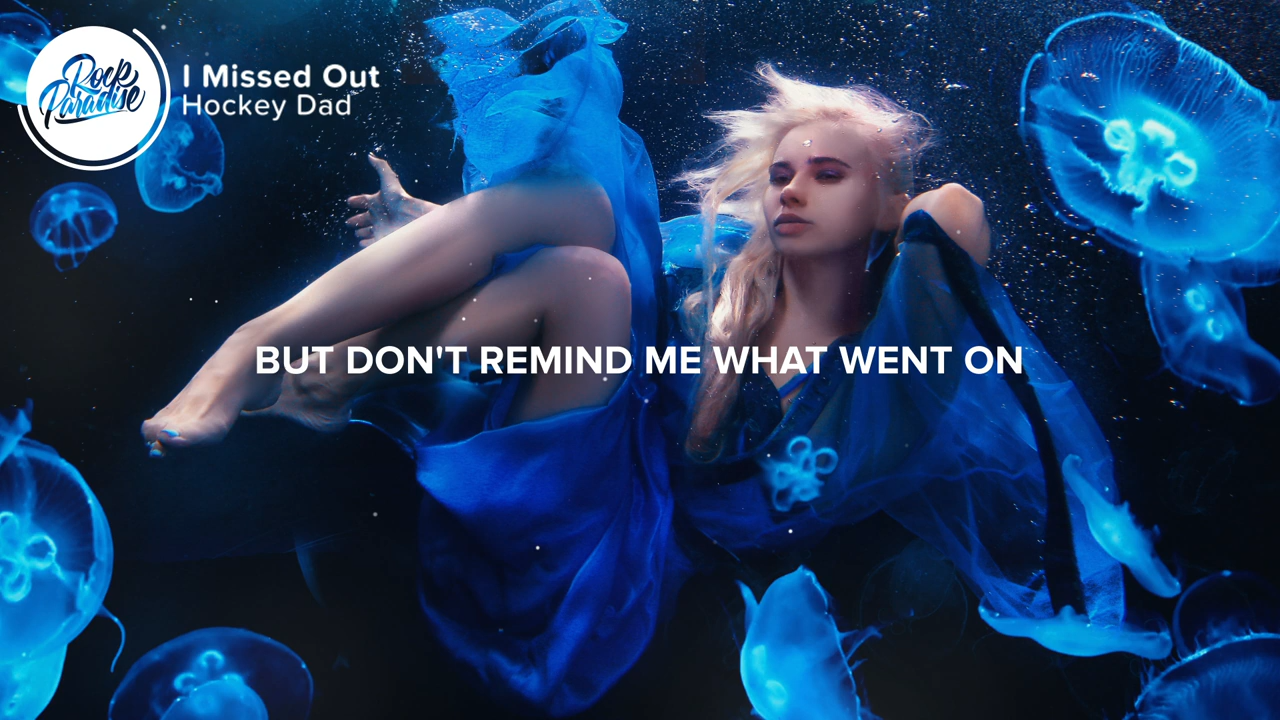 Rock
Paradise
I Missed Out
Hockey Dad
BUT DON'T REMIND ME WHAT WENT ON